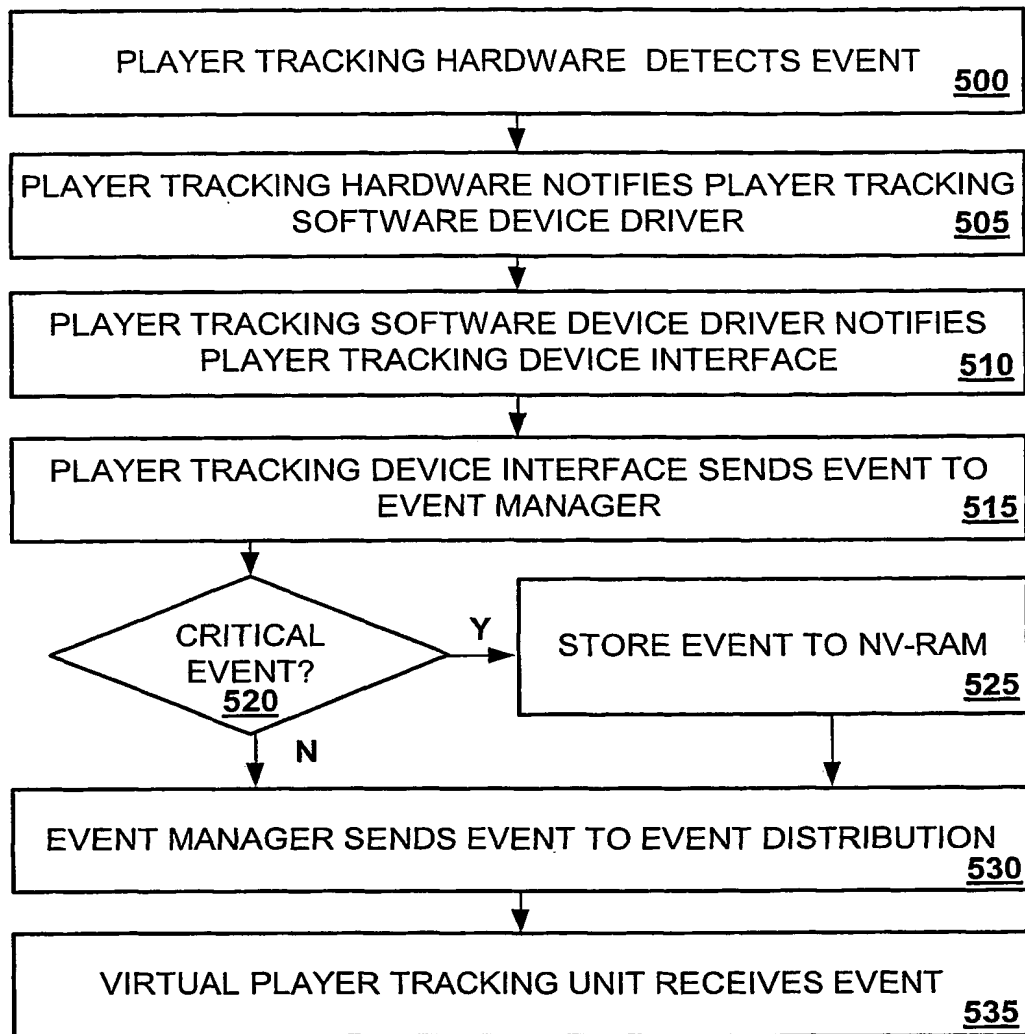 PLAYER TRACKING HARDWARE DETECTS EVENT
500
PLAYER TRACKING HARDWARE NOTIFIES PLAYER TRACKING
SOFTWARE DEVICE DRIVER
505
PLAYER TRACKING SOFTWARE DEVICE DRIVER NOTIFIES
PLAYER TRACKING DEVICE INTERFACE
510
PLAYER TRACKING DEVICE INTERFACE SENDS EVENT TO
EVENT MANAGER
515
CRITICAL
EVENT?
520
Y
N
STORE EVENT TO NV-RAM
525
EVENT MANAGER SENDS EVENT TO EVENT DISTRIBUTION
530
VIRTUAL PLAYER TRACKING UNIT RECEIVES EVENT
535